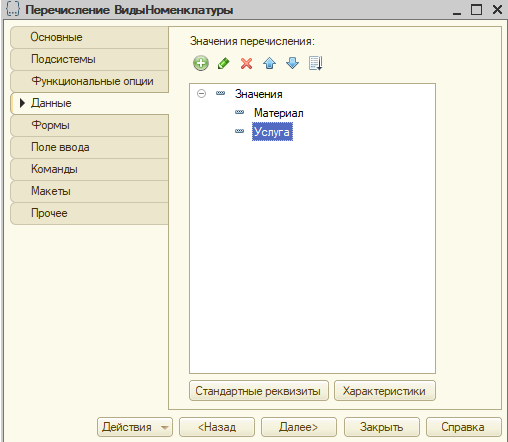 Перечисление ВидыНоменклатуры
Основные
Подсистемы
Функциональные опции
Данные
Формы
Поле ввода
Команды
Макеты
Прочее
Значения перечисления:
Значения
Материал
Услуга
Стандартные реквизиты
Характеристики
Действия
<Назад
Далее>
Закрыть
Справка